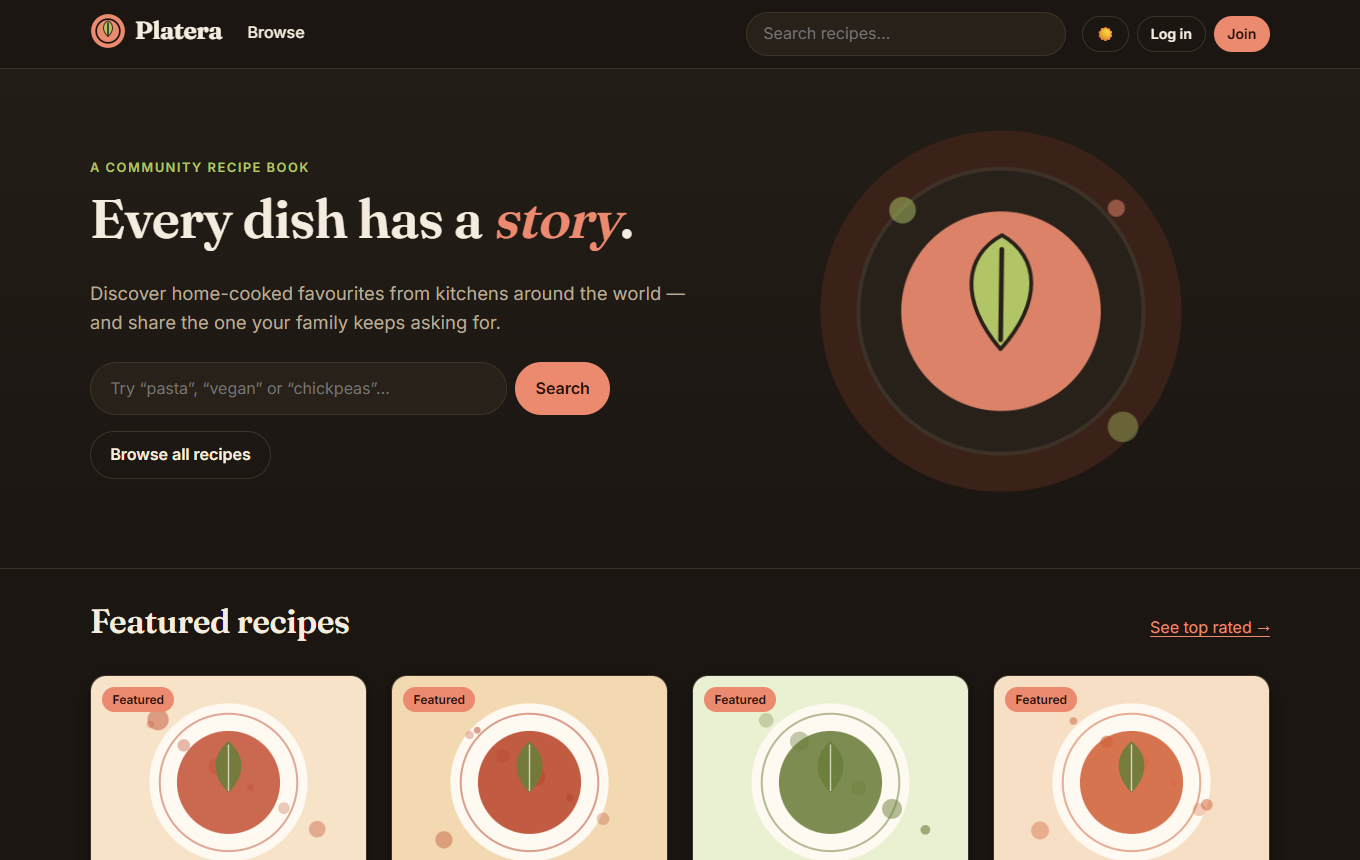 Platera
Browse
Search recipes...
Log in
Join
A COMMUNITY RECIPE BOOK
Every dish has a story.
Discover home-cooked favourites from kitchens around the world —
and share the one your family keeps asking for.
Try “pasta”, “vegan” or “chickpeas”...
Search
Browse all recipes
Featured recipes
See top rated →
Featured
Featured
Featured
Featured